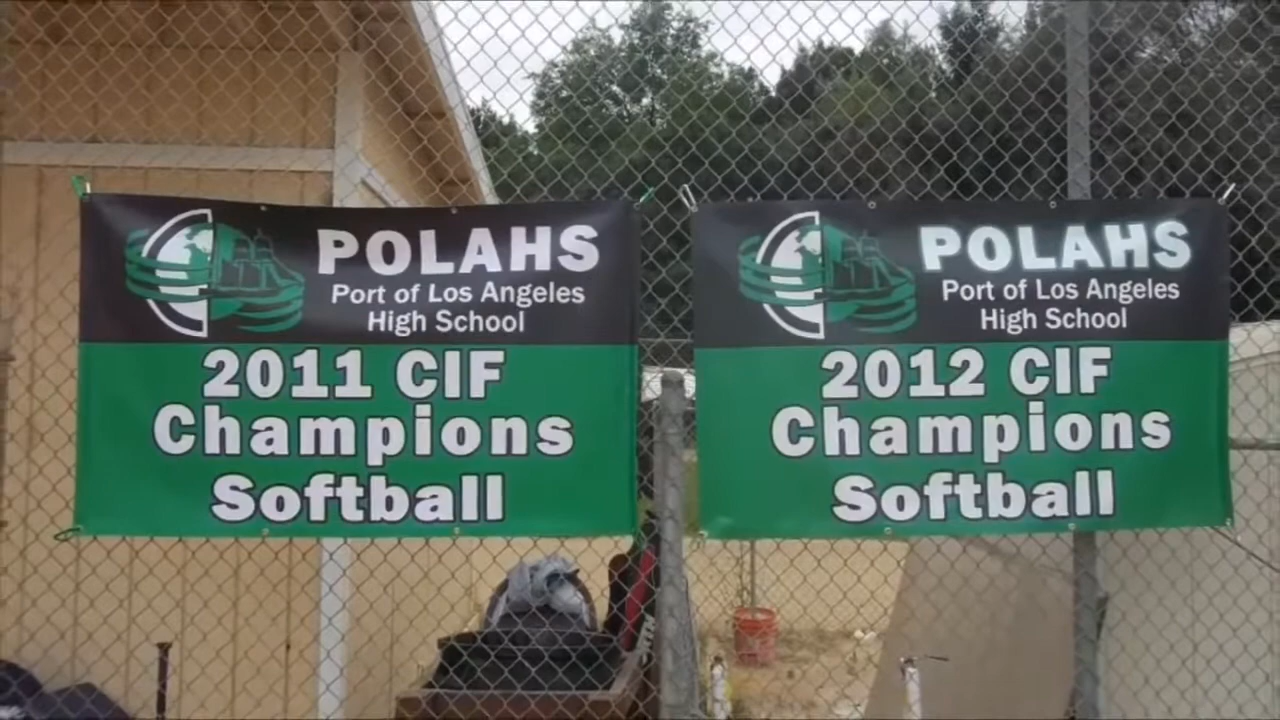 POLAHS
Port of Los Angeles
High School
2011 CIF
Champions
Softball
POLAHS
Port of Los Angeles
High School
2012 CIF
Champions
Softball